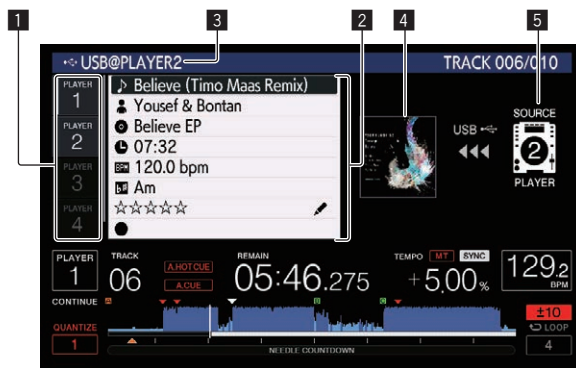 1
3
2
4
5
USB@PLAYER2
TRACK 006/010
PLAYER
1
PLAYER
2
PLAYER
3
PLAYER
4
Believe (Timo Maas Remix)
Yousef & Bontan
Believe EP
07:32
BPM 120.0 bpm
Am
USB
SOURCE
2
PLAYER
PLAYER
1
CONTINUE
QUANTIZE
1
TRACK
06
A.HOT CUE
A.CUE
REMAIN
05:46.275
TEMPO MT SYNC
+5.00%
129.2
BPM
A
B
C
±10
LOOP
4
NEEDLE COUNTDOWN